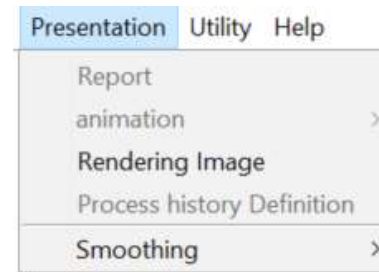 Presentation Utility Help
Report
animation >
Rendering Image
Process history Definition
Smoothing >